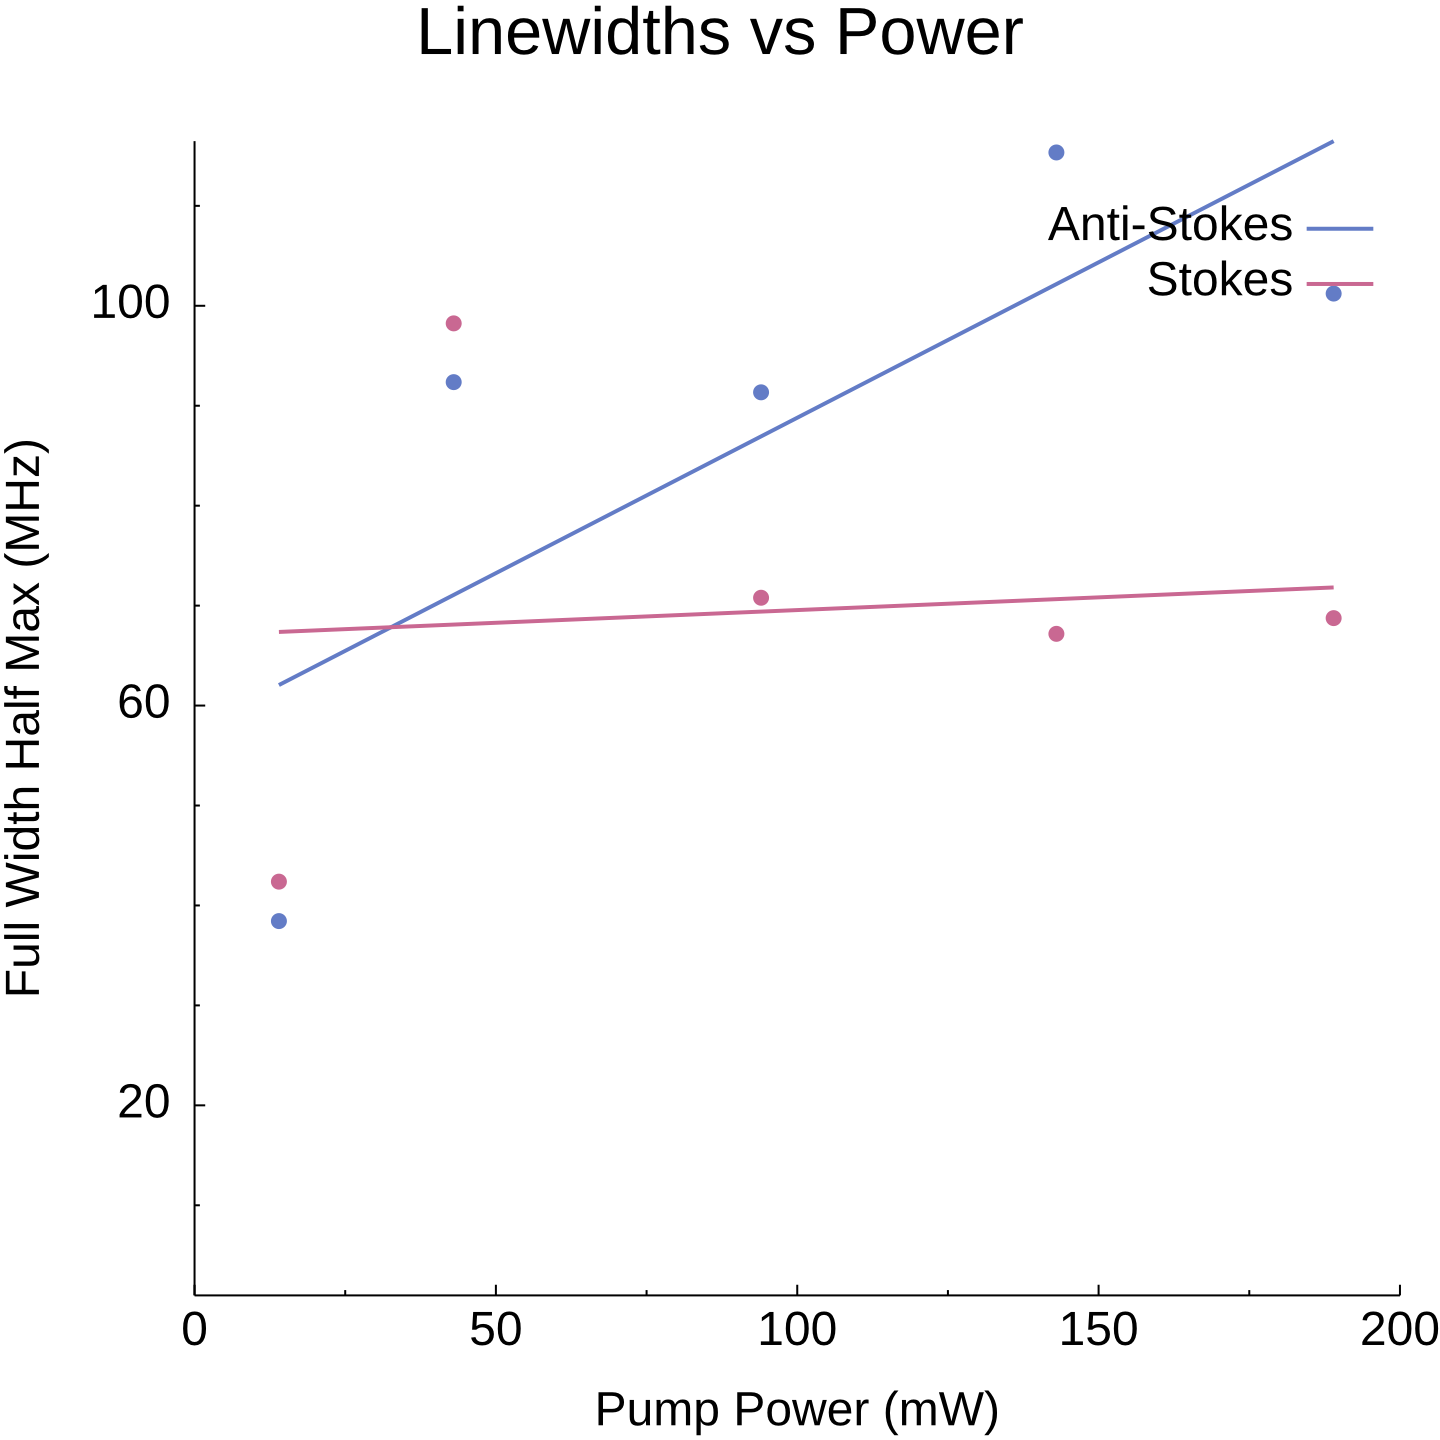 Linewidths vs Power
Anti-Stokes
Stokes
100
60
20
Full Width Half Max (MHz)
0 50 100 150 200
Pump Power (mW)